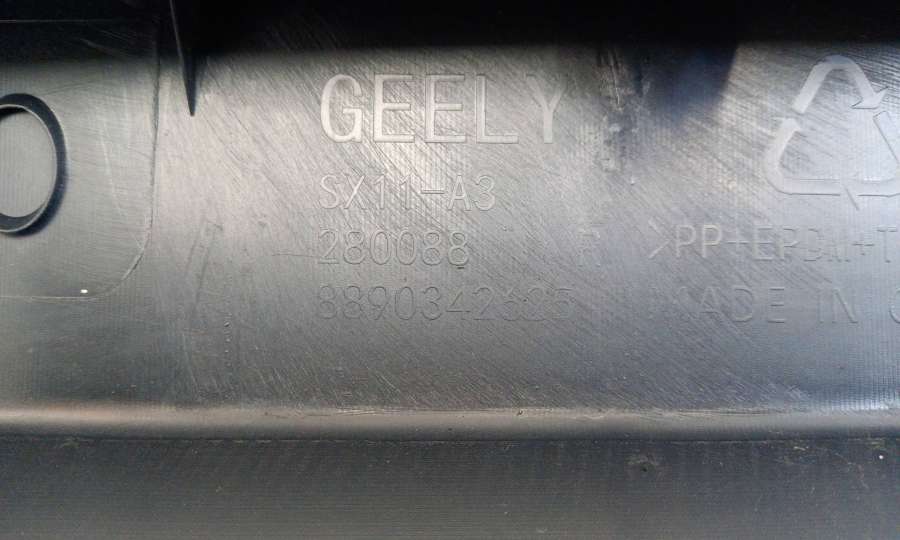 GEELY
SX11-A3
280088 R >PP+EPDM+T
8890342625 MADE IN C